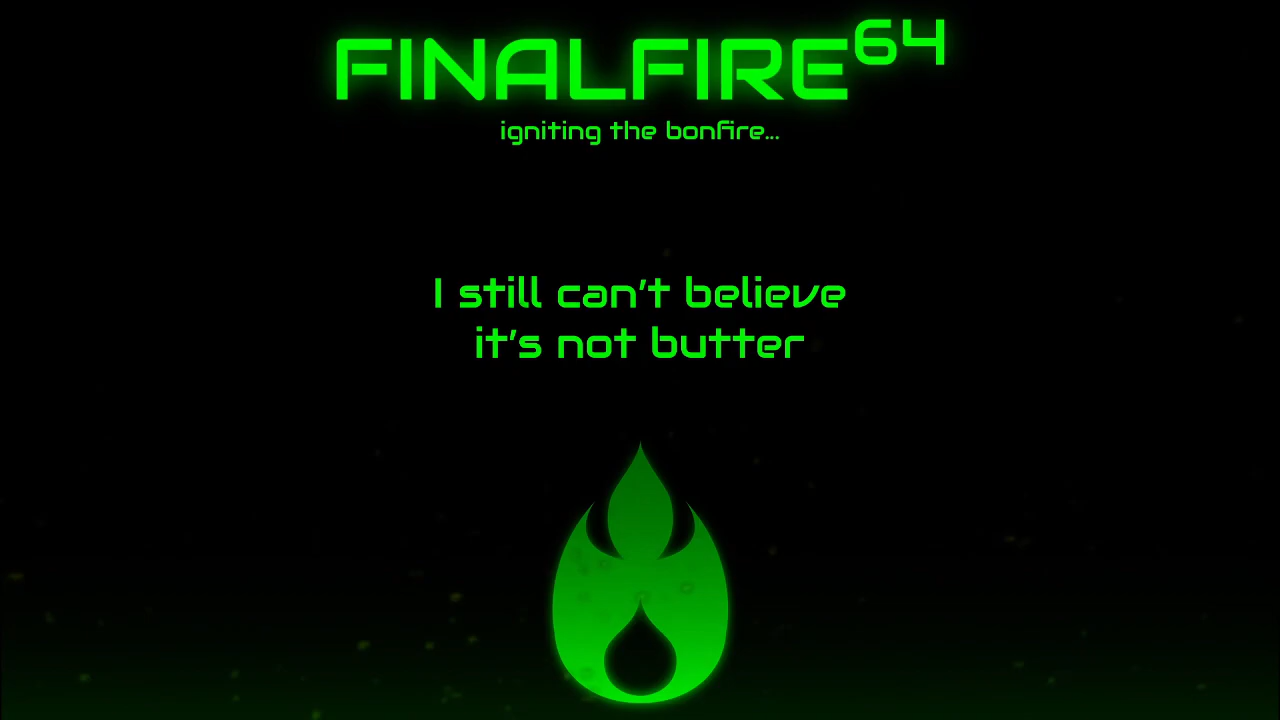 FINALFIRE64
igniting the bonfire...
I still can't believe
it's not butter